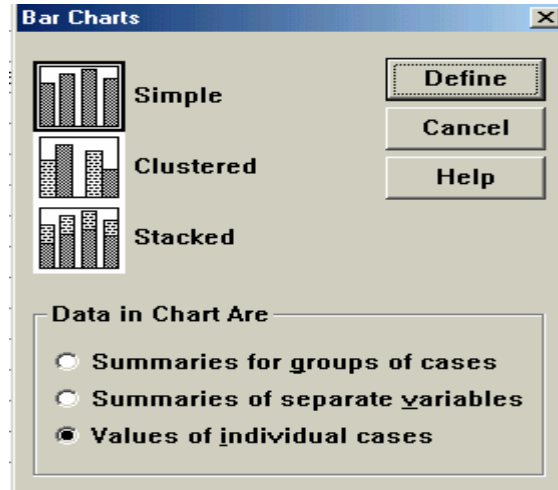 Bar Charts
Simple
Clustered
Stacked
Define
Cancel
Help
Data in Chart Are
Summaries for groups of cases
Summaries of separate variables
Values of individual cases